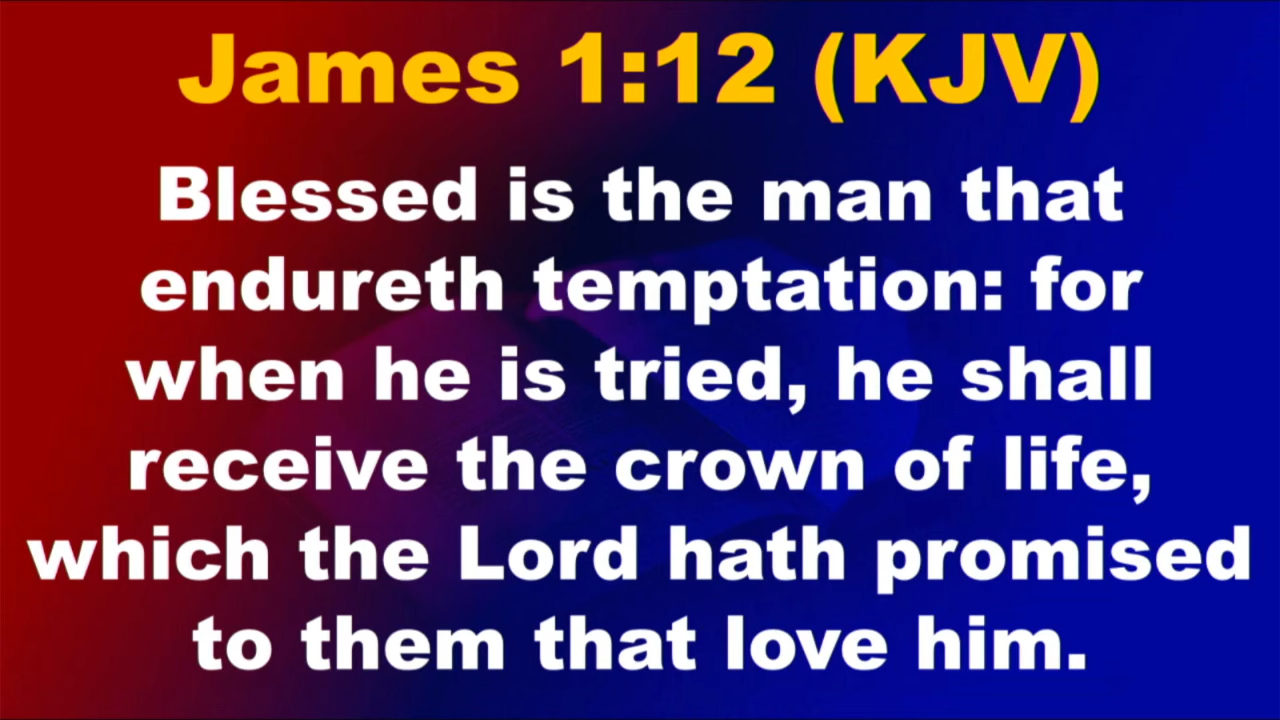 James 1:12 (KJV)
Blessed is the man that
endureth temptation: for
when he is tried, he shall
receive the crown of life,
which the Lord hath promised
to them that love him.